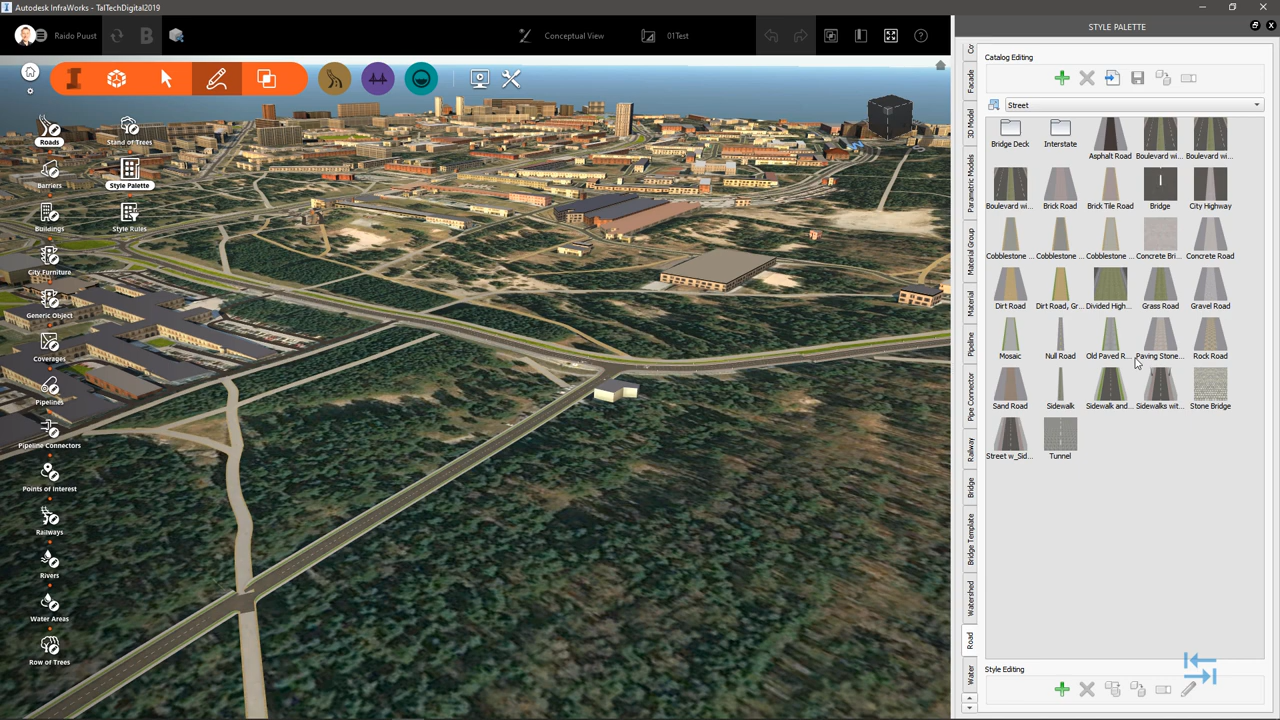 Autodesk InfraWorks - TalTechDigital2019
Raido Puust
Conceptual View
01Test
STYLE PALETTE
Roads
Stand of Trees
Barriers
Style Palette
Buildings
Style Rules
City Furniture
Generic Object
Coverages
Pipelines
Pipeline Connectors
Points of Interest
Railways
Rivers
Water Areas
Row of Trees
Co
Facade
3D Model
Parametric Models
Material Group
Material
Pipeline
Pipe Connector
Railway
Bridge
Bridge Template
Watershed
Road
Water
Catalog Editing
Street
Bridge Deck
Interstate
Asphalt Road
Boulevard wi...
Boulevard wi...
Boulevard wi...
Brick Road
Brick Tile Road
Bridge
City Highway
Cobblestone ...
Cobblestone ...
Cobblestone ...
Concrete Bri...
Concrete Road
Dirt Road
Dirt Road, Gr...
Divided High...
Grass Road
Gravel Road
Mosaic
Null Road
Old Paved R...
Paving Stone...
Rock Road
Sand Road
Sidewalk
Sidewalk and...
Sidewalks wit...
Stone Bridge
Street w_Sid...
Tunnel
Style Editing